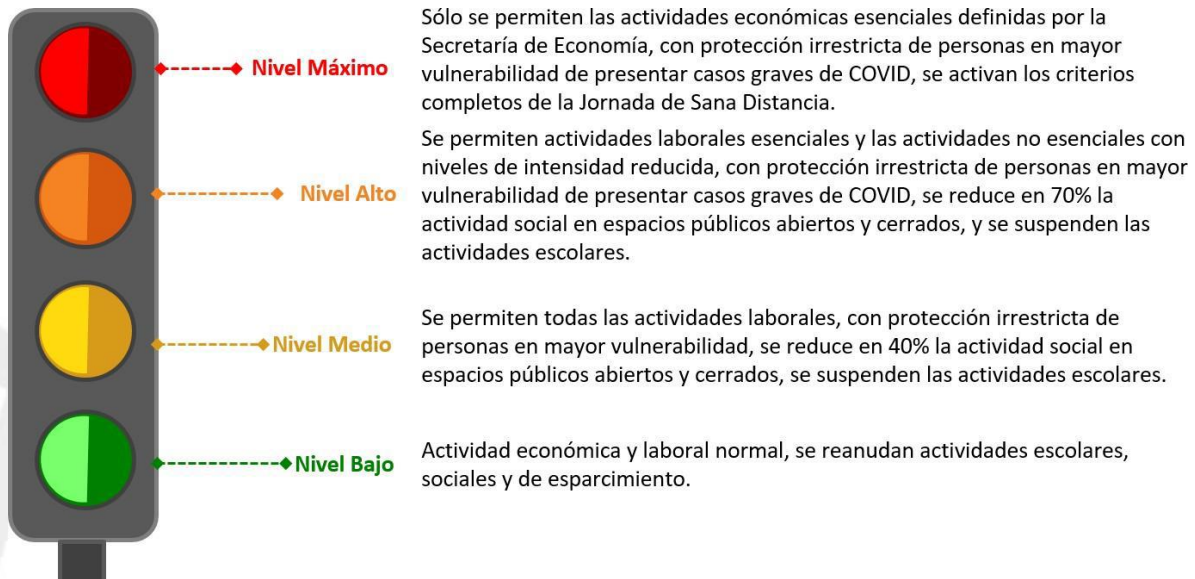 Nivel Máximo
Sólo se permiten las actividades económicas esenciales definidas por la
Secretaría de Economía, con protección irrestricta de personas en mayor
vulnerabilidad de presentar casos graves de COVID, se activan los criterios
completos de la Jornada de Sana Distancia.
Nivel Alto
Se permiten actividades laborales esenciales y las actividades no esenciales con
niveles de intensidad reducida, con protección irrestricta de personas en mayor
vulnerabilidad de presentar casos graves de COVID, se reduce en 70% la
actividad social en espacios públicos abiertos y cerrados, y se suspenden las
actividades escolares.
Nivel Medio
Se permiten todas las actividades laborales, con protección irrestricta de
personas en mayor vulnerabilidad, se reduce en 40% la actividad social en
espacios públicos abiertos y cerrados, se suspenden las actividades escolares.
Nivel Bajo
Actividad económica y laboral normal, se reanudan actividades escolares,
sociales y de esparcimiento.